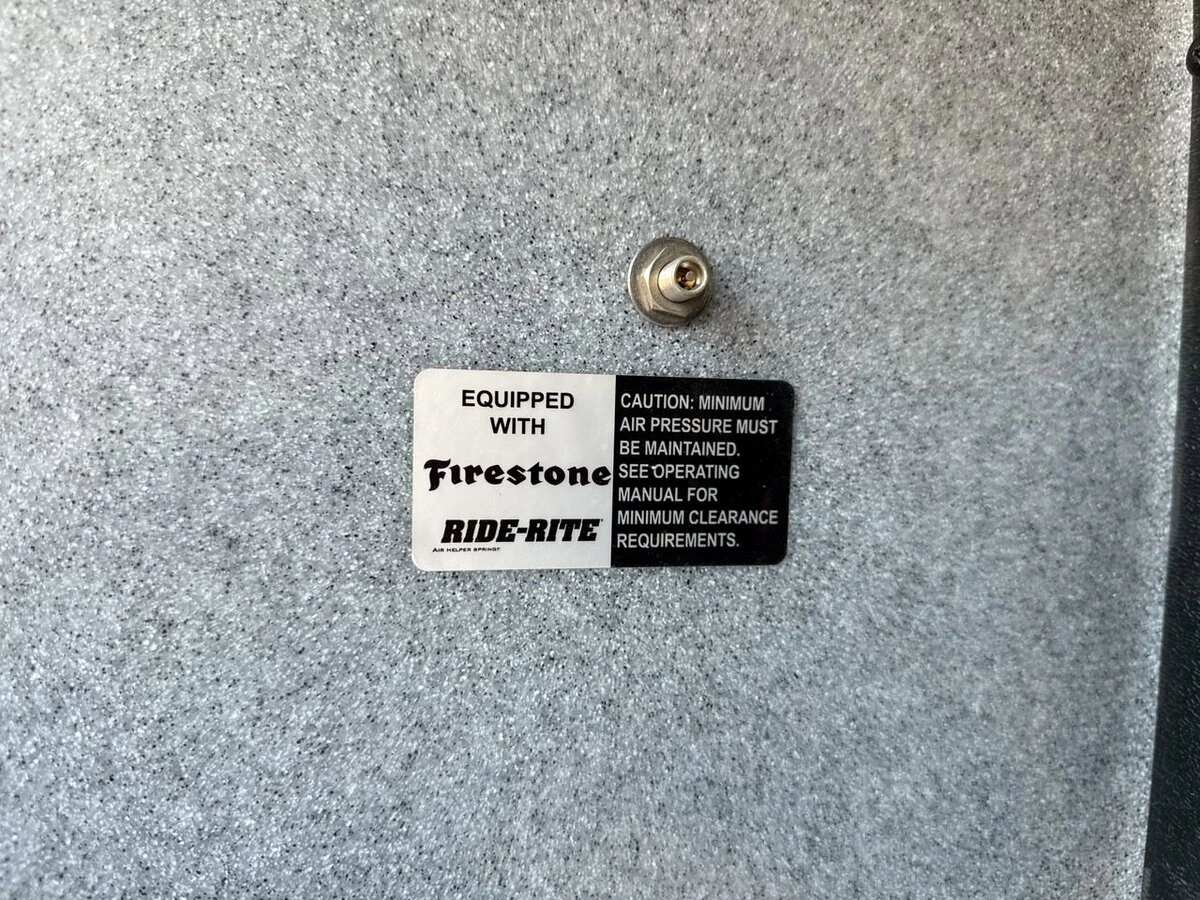 EQUIPPED
WITH
Firestone
RIDE-RITE
AIR HELPER SPRINGS
CAUTION: MINIMUM
AIR PRESSURE MUST
BE MAINTAINED.
SEE OPERATING
MANUAL FOR
MINIMUM CLEARANCE
REQUIREMENTS.